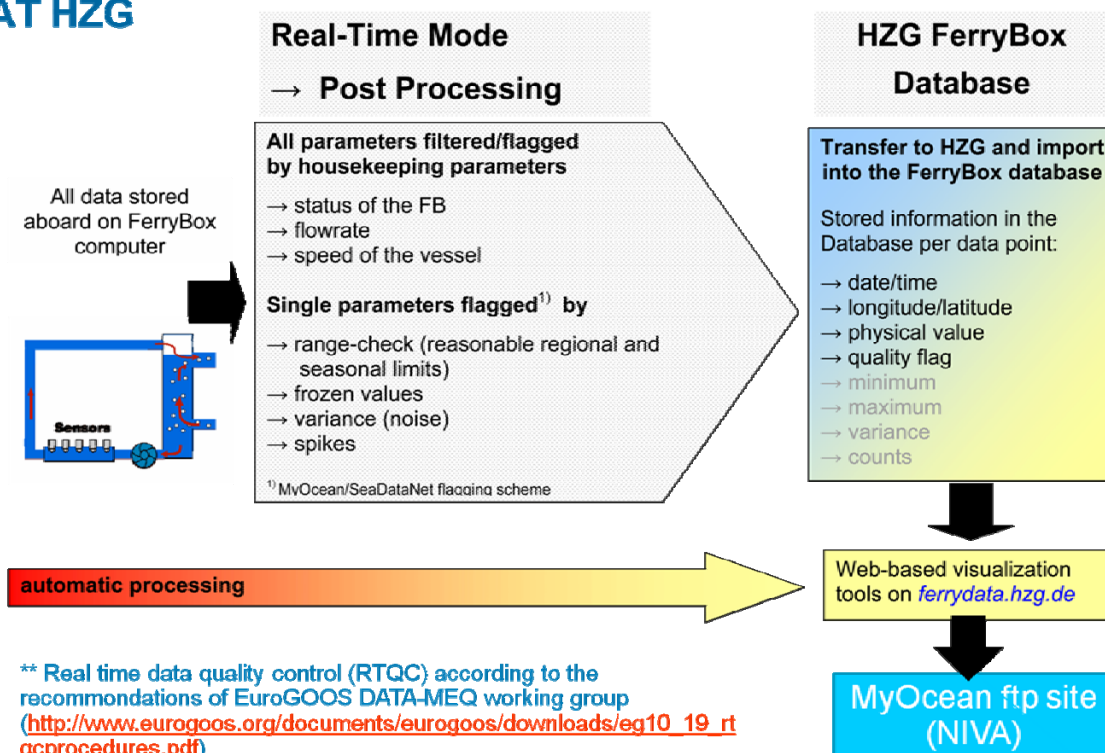 AT HZG
Real-Time Mode
→ Post Processing
HZG FerryBox
Database
All data stored
aboard on FerryBox
computer
Sensors
All parameters filtered/flagged
by housekeeping parameters
→ status of the FB
→ flowrate
→ speed of the vessel
Single parameters flagged¹⁾ by
→ range-check (reasonable regional and
seasonal limits)
→ frozen values
→ variance (noise)
→ spikes
¹⁾ MyOcean/SeaDataNet flagging scheme
Transfer to HZG and import
into the FerryBox database
Stored information in the
Database per data point:
→ date/time
→ longitude/latitude
→ physical value
→ quality flag
→ minimum
→ maximum
→ variance
→ counts
automatic processing
Web-based visualization
tools on ferrydata.hzg.de
** Real time data quality control (RTQC) according to the
recommondations of EuroGOOS DATA-MEQ working group
(http://www.eurogoos.org/documents/eurogoos/downloads/eg10_19_rt
qcprocedures.pdf)
MyOcean ftp site
(NIVA)